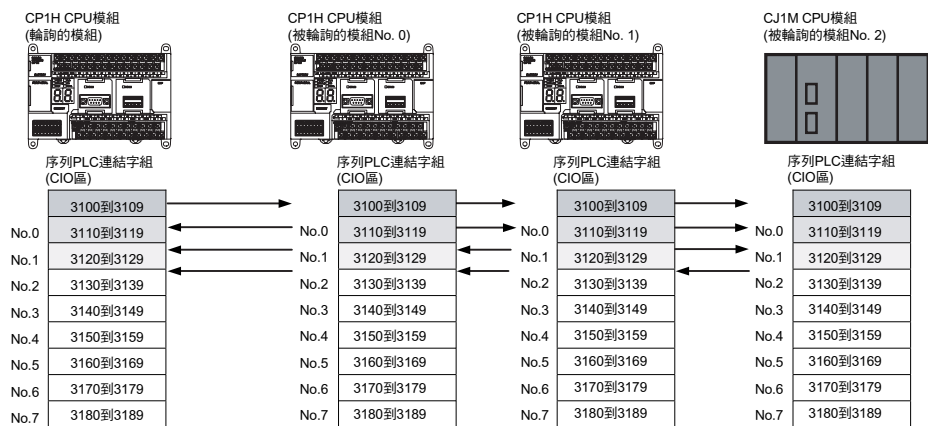 CP1H CPU模組
(輪詢的模組)
CP1H CPU模組
(被輪詢的模組No. 0)
CP1H CPU模組
(被輪詢的模組No. 1)
CJ1M CPU模組
(被輪詢的模組No. 2)
序列PLC連結字組
(CIO區)
3100到3109
No.0 3110到3119
No.1 3120到3129
No.2 3130到3139
No.3 3140到3149
No.4 3150到3159
No.5 3160到3169
No.6 3170到3179
No.7 3180到3189
序列PLC連結字組
(CIO區)
3100到3109
No.0 3110到3119
No.1 3120到3129
No.2 3130到3139
No.3 3140到3149
No.4 3150到3159
No.5 3160到3169
No.6 3170到3179
No.7 3180到3189
序列PLC連結字組
(CIO區)
3100到3109
No.0 3110到3119
No.1 3120到3129
No.2 3130到3139
No.3 3140到3149
No.4 3150到3159
No.5 3160到3169
No.6 3170到3179
No.7 3180到3189
序列PLC連結字組
(CIO區)
3100到3109
No.0 3110到3119
No.1 3120到3129
No.2 3130到3139
No.3 3140到3149
No.4 3150到3159
No.5 3160到3169
No.6 3170到3179
No.7 3180到3189